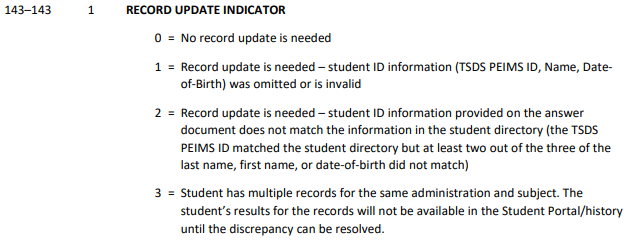 143–143 1 RECORD UPDATE INDICATOR
0 = No record update is needed
1 = Record update is needed – student ID information (TSDS PEIMS ID, Name, Date-
of-Birth) was omitted or is invalid
2 = Record update is needed – student ID information provided on the answer
document does not match the information in the student directory (the TSDS
PEIMS ID matched the student directory but at least two out of the three of the
last name, first name, or date-of-birth did not match)
3 = Student has multiple records for the same administration and subject. The
student’s results for the records will not be available in the Student Portal/history
until the discrepancy can be resolved.